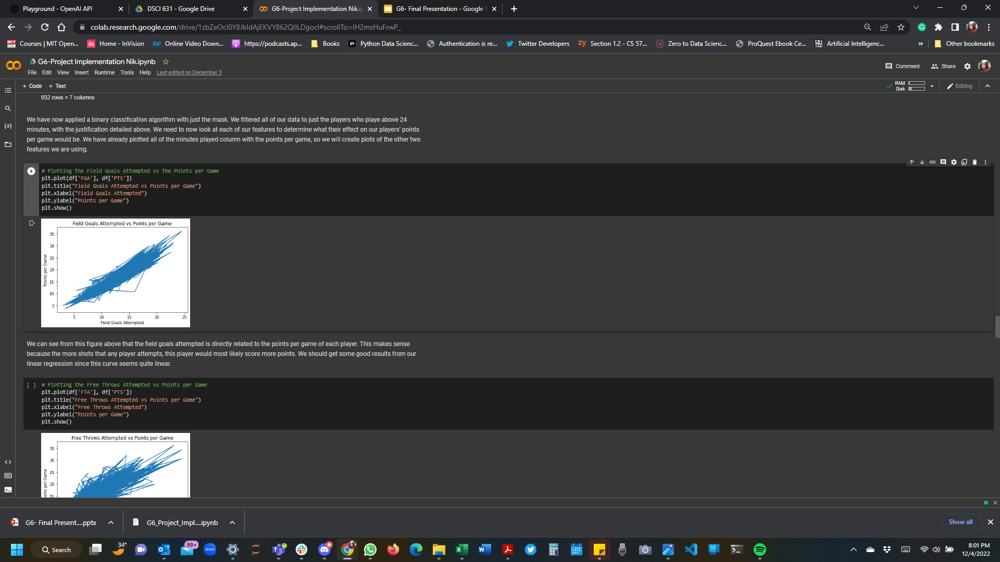 Playground - OpenAI API
DSCI 631 - Google Drive
G6-Project Implementation Nik.ip
G6- Final Presentation - Google S
colab.research.google.com/drive/1zbZeOcl0Y8JkIdAjEKVY862QIILDgocI#scrollTo=IH2msHuFrwP_
Courses | MIT Open...
Home - InVision
Online Video Down...
https://podcasts.ap...
Books
Python Data Scienc...
Authentication is re...
Twitter Developers
Section 1.2 - CS 57...
Zero to Data Scienc...
ProQuest Ebook Ce...
Artificial Intelligenc...
»
Other bookmarks
G6-Project Implementation Nik.ipynb
File Edit View Insert Runtime Tools Help Last edited on December 3
Comment
Share
+ Code + Text
RAM
Disk
Editing
932 rows × 7 columns
We have now applied a binary classification algorithm with just the mask. We filtered all of our data to just the players who playe above 24
minutes, with the justification detailed above. We need to now look at each of our features to determine what their effect on our players' points
per game would be. We have already plotted all of the minutes played column with the points per game, so we will create plots of the other two
features we are using.
# Plotting the Field Goals Attempted vs the Points per Game
plt.plot(df['FGA'], df['PTS'])
plt.title("Field Goals Attempted vs Points per Game")
plt.xlabel("Field Goals Attempted")
plt.ylabel("Points per Game")
plt.show()
Field Goals Attempted vs Points per Game
35
30
25
20
15
10
5
Points per Game
5 10 15 20 25
Field Goals Attempted
We can see from this figure above that the field goals attempted is directly related to the points per game of each player. This makes sense
because the more shots that any player attempts, this player would most likely score more points. We should get some good results from our
linear regression since this curve seems quite linear.
[ ]
# Plotting the Free Throws Attempted vs Points per Game
plt.plot(df['FTA'], df['PTS'])
plt.title("Free Throws Attempted vs Points per Game")
plt.xlabel("Free Throws Attempted")
plt.ylabel("Points per Game")
plt.show()
Free Throws Attempted vs Points per Game
35
30
25
20
15
per Game
G6- Final Present....pptx
G6_Project_Impl....ipynb
Show all
Search
34°
99+
zoom
8:01 PM
12/4/2022